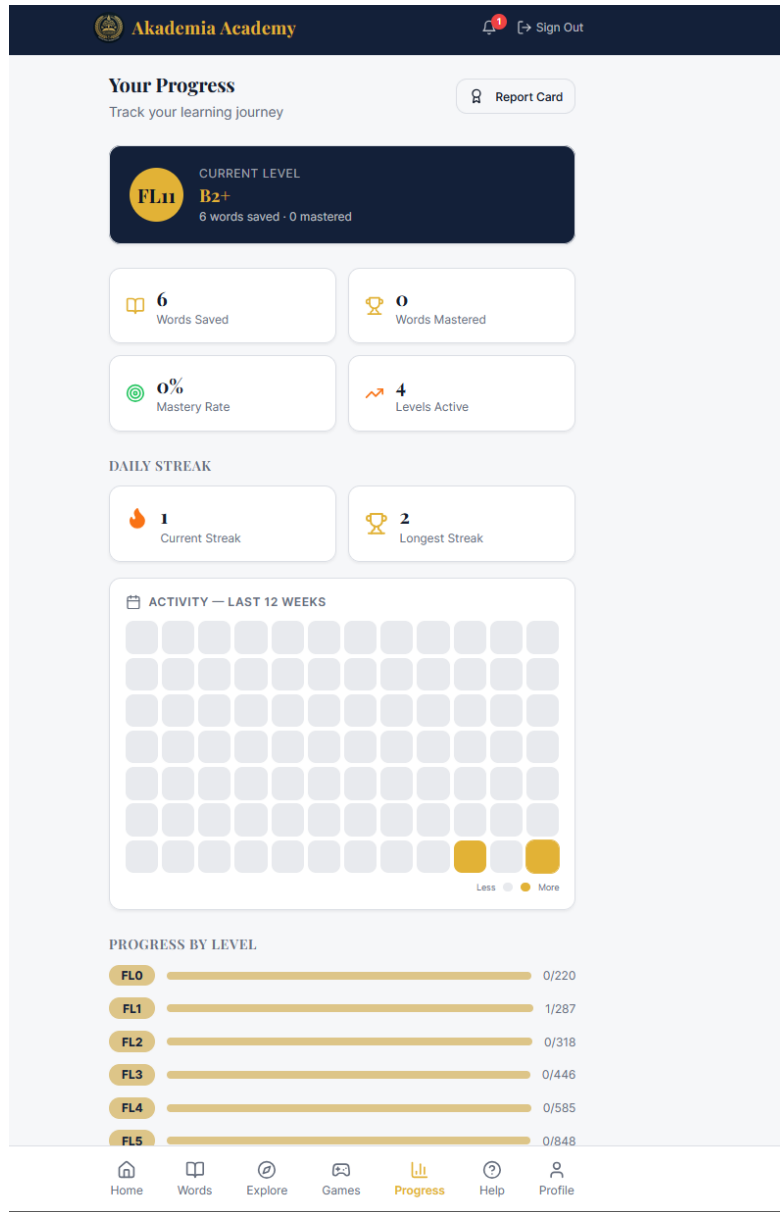 Akademia Academy
1
Sign Out
Your Progress
Track your learning journey
Report Card
FL11
CURRENT LEVEL
B2+
6 words saved · 0 mastered
6
Words Saved
0
Words Mastered
0%
Mastery Rate
4
Levels Active
DAILY STREAK
1
Current Streak
2
Longest Streak
ACTIVITY — LAST 12 WEEKS
Less
More
PROGRESS BY LEVEL
FL0 0/220
FL1 1/287
FL2 0/318
FL3 0/446
FL4 0/585
FL5 0/848
Home Words Explore Games Progress Help Profile